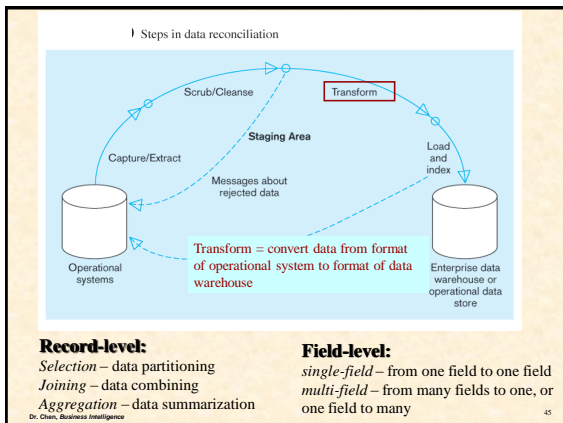 Steps in data reconciliation
Scrub/Cleanse
Transform
Staging Area
Capture/Extract
Load
and
index
Messages about
rejected data
Transform = convert data from format
of operational system to format of data
warehouse
Operational
systems
Enterprise data
warehouse or
operational data
store
Record-level:
Selection – data partitioning
Joining – data combining
Aggregation – data summarization
Field-level:
single-field – from one field to one field
multi-field – from many fields to one, or
one field to many
Dr. Chen, Business Intelligence
45